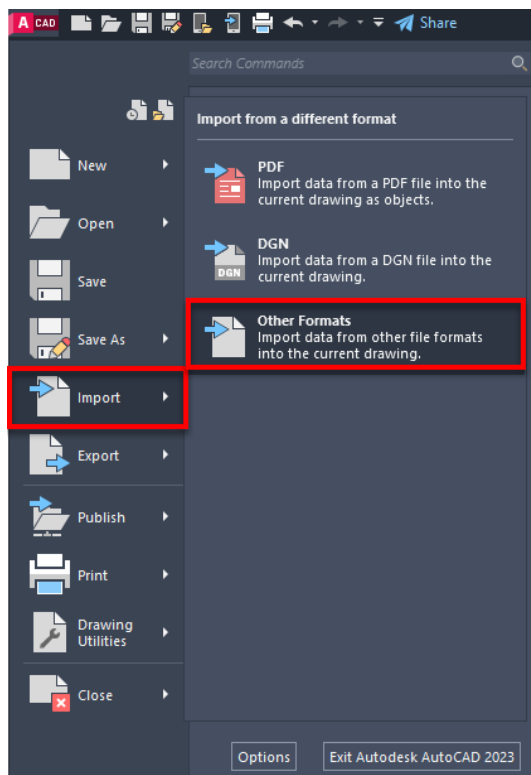 A CAD
Share
Search Commands
Import from a different format
New
Open
Save
Save As
Import
Export
Publish
Print
Drawing
Utilities
Close
PDF
Import data from a PDF file into the
current drawing as objects.
DGN
DGN
Import data from a DGN file into the
current drawing.
Other Formats
Import data from other file formats
into the current drawing.
Options
Exit Autodesk AutoCAD 2023